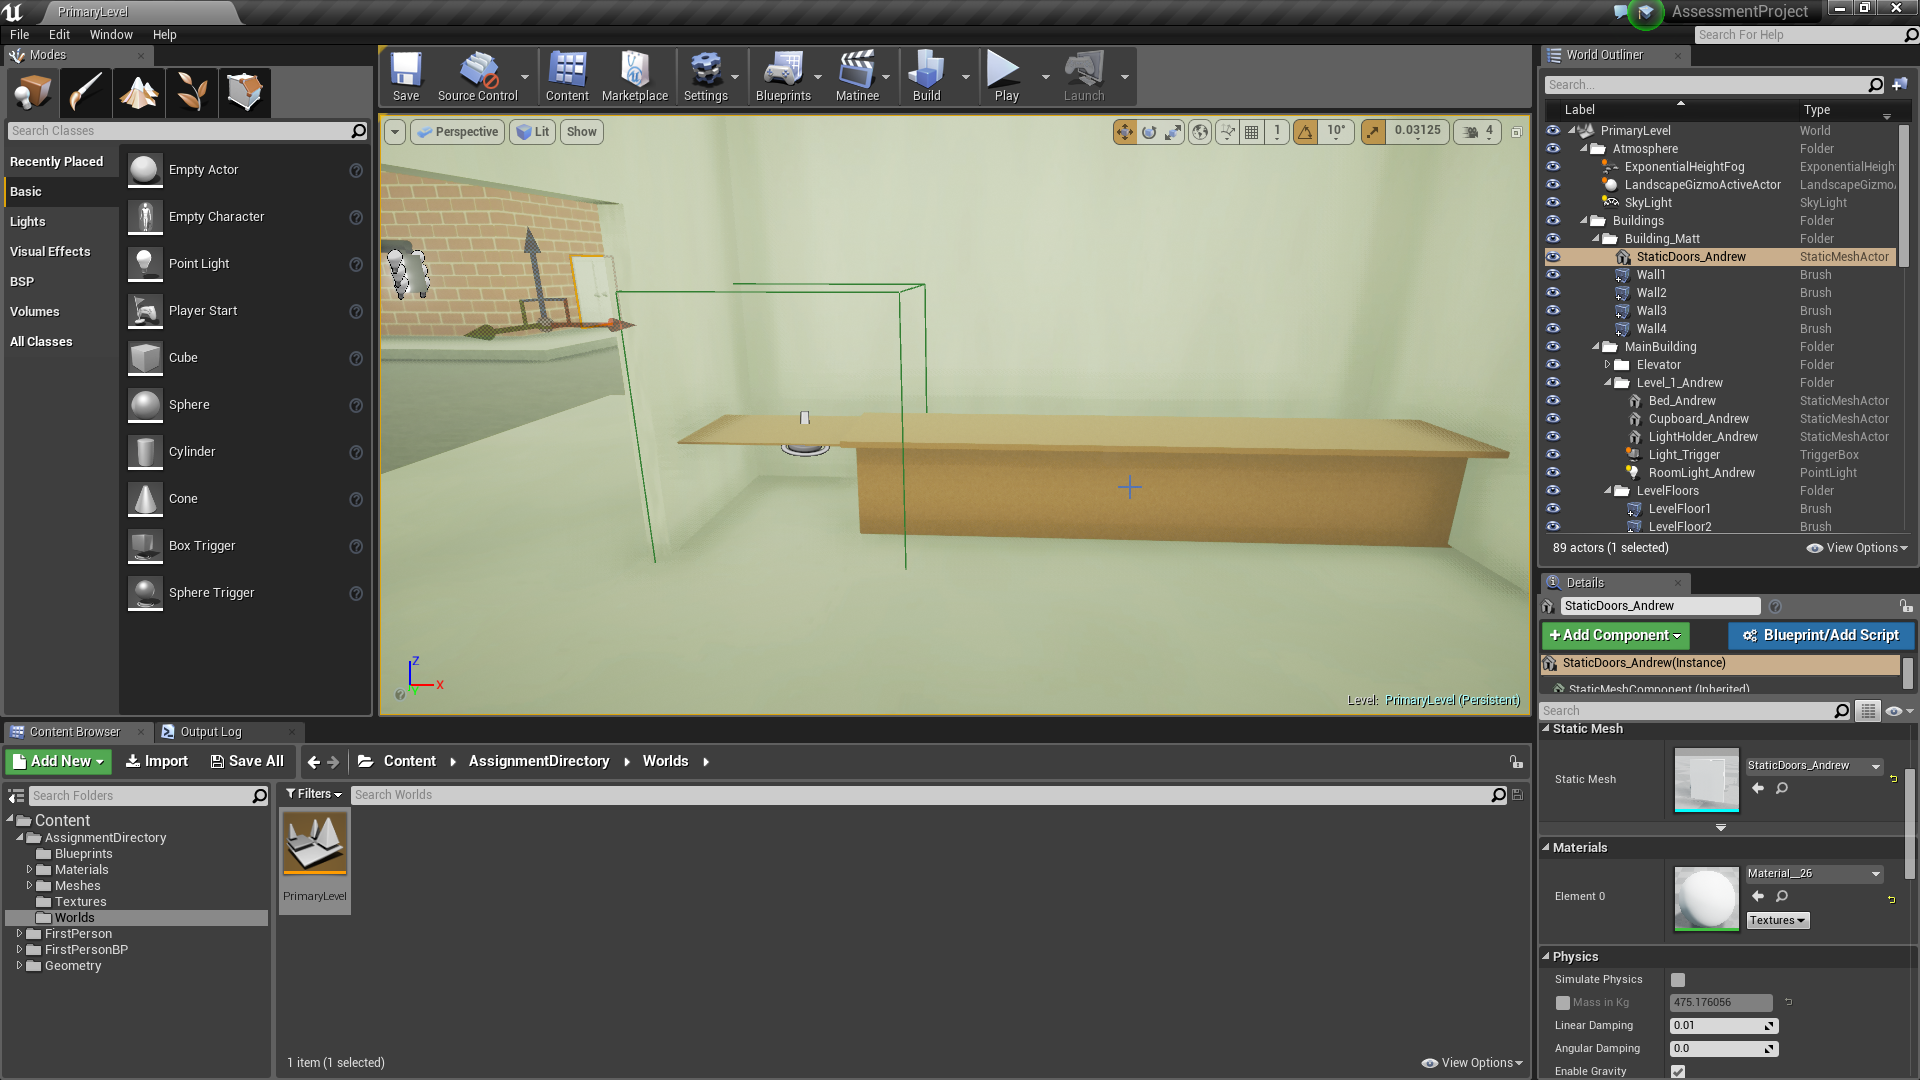 PrimaryLevel
AssessmentProject
File Edit Window Help
Search For Help
Modes
Search Classes
Recently Placed
Basic
Lights
Visual Effects
BSP
Volumes
All Classes
Empty Actor
Empty Character
Point Light
Player Start
Cube
Sphere
Cylinder
Cone
Box Trigger
Sphere Trigger
Save Source Control Content Marketplace Settings Blueprints Matinee Build Play Launch
Perspective Lit Show
1 10° 0.03125 4
Z
X
Y
Level: PrimaryLevel (Persistent)
World Outliner
Search...
Label Type
PrimaryLevel World
Atmosphere Folder
ExponentialHeightFog ExponentialHeigh
LandscapeGizmoActiveActor LandscapeGizmo
SkyLight SkyLight
Buildings Folder
Building_Matt Folder
StaticDoors_Andrew StaticMeshActor
Wall1 Brush
Wall2 Brush
Wall3 Brush
Wall4 Brush
MainBuilding Folder
Elevator Folder
Level_1_Andrew Folder
Bed_Andrew StaticMeshActor
Cupboard_Andrew StaticMeshActor
LightHolder_Andrew StaticMeshActor
Light_Trigger TriggerBox
RoomLight_Andrew PointLight
LevelFloors Folder
LevelFloor1 Brush
LevelFloor2 Brush
89 actors (1 selected) View Options
Details
StaticDoors_Andrew
+Add Component Blueprint/Add Script
StaticDoors_Andrew(Instance)
StaticMeshComponent (Inherited)
Search
Static Mesh
Static Mesh StaticDoors_Andrew
Materials
Element 0 Material__26
Textures
Physics
Simulate Physics
Mass in Kg 475.176056
Linear Damping 0.01
Angular Damping 0.0
Enable Gravity
Content Browser Output Log
Add New Import Save All Content AssignmentDirectory Worlds
Search Folders
Filters Search Worlds
Content
AssignmentDirectory
Blueprints
Materials
Meshes
Textures
Worlds
FirstPerson
FirstPersonBP
Geometry
PrimaryLevel
1 item (1 selected) View Options